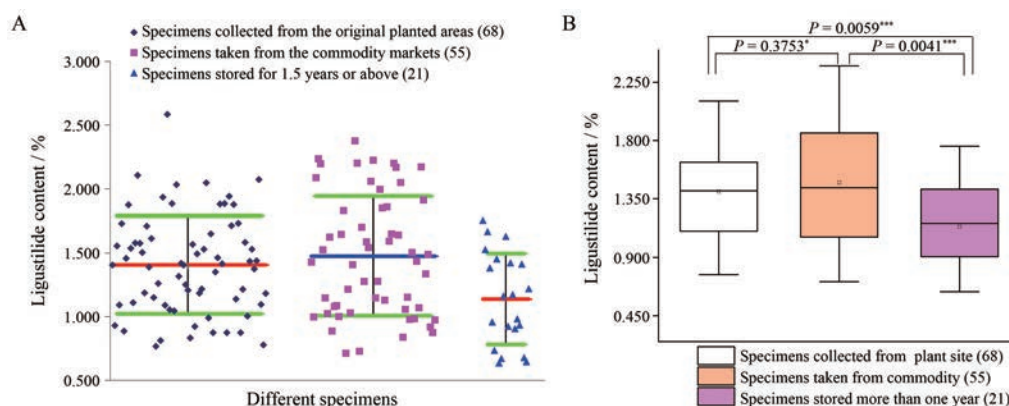 A
Specimens collected from the original planted areas (68)
Specimens taken from the commodity markets (55)
Specimens stored for 1.5 years or above (21)
3.000
2.500
2.000
1.500
1.000
0.500
Ligustilide content / %
Different specimens
B
P = 0.0059***
P = 0.3753*
P = 0.0041***
2.250
1.800
1.350
0.900
0.450
Ligustilide content / %
Specimens collected from plant site (68)
Specimens taken from commodity (55)
Specimens stored more than one year (21)